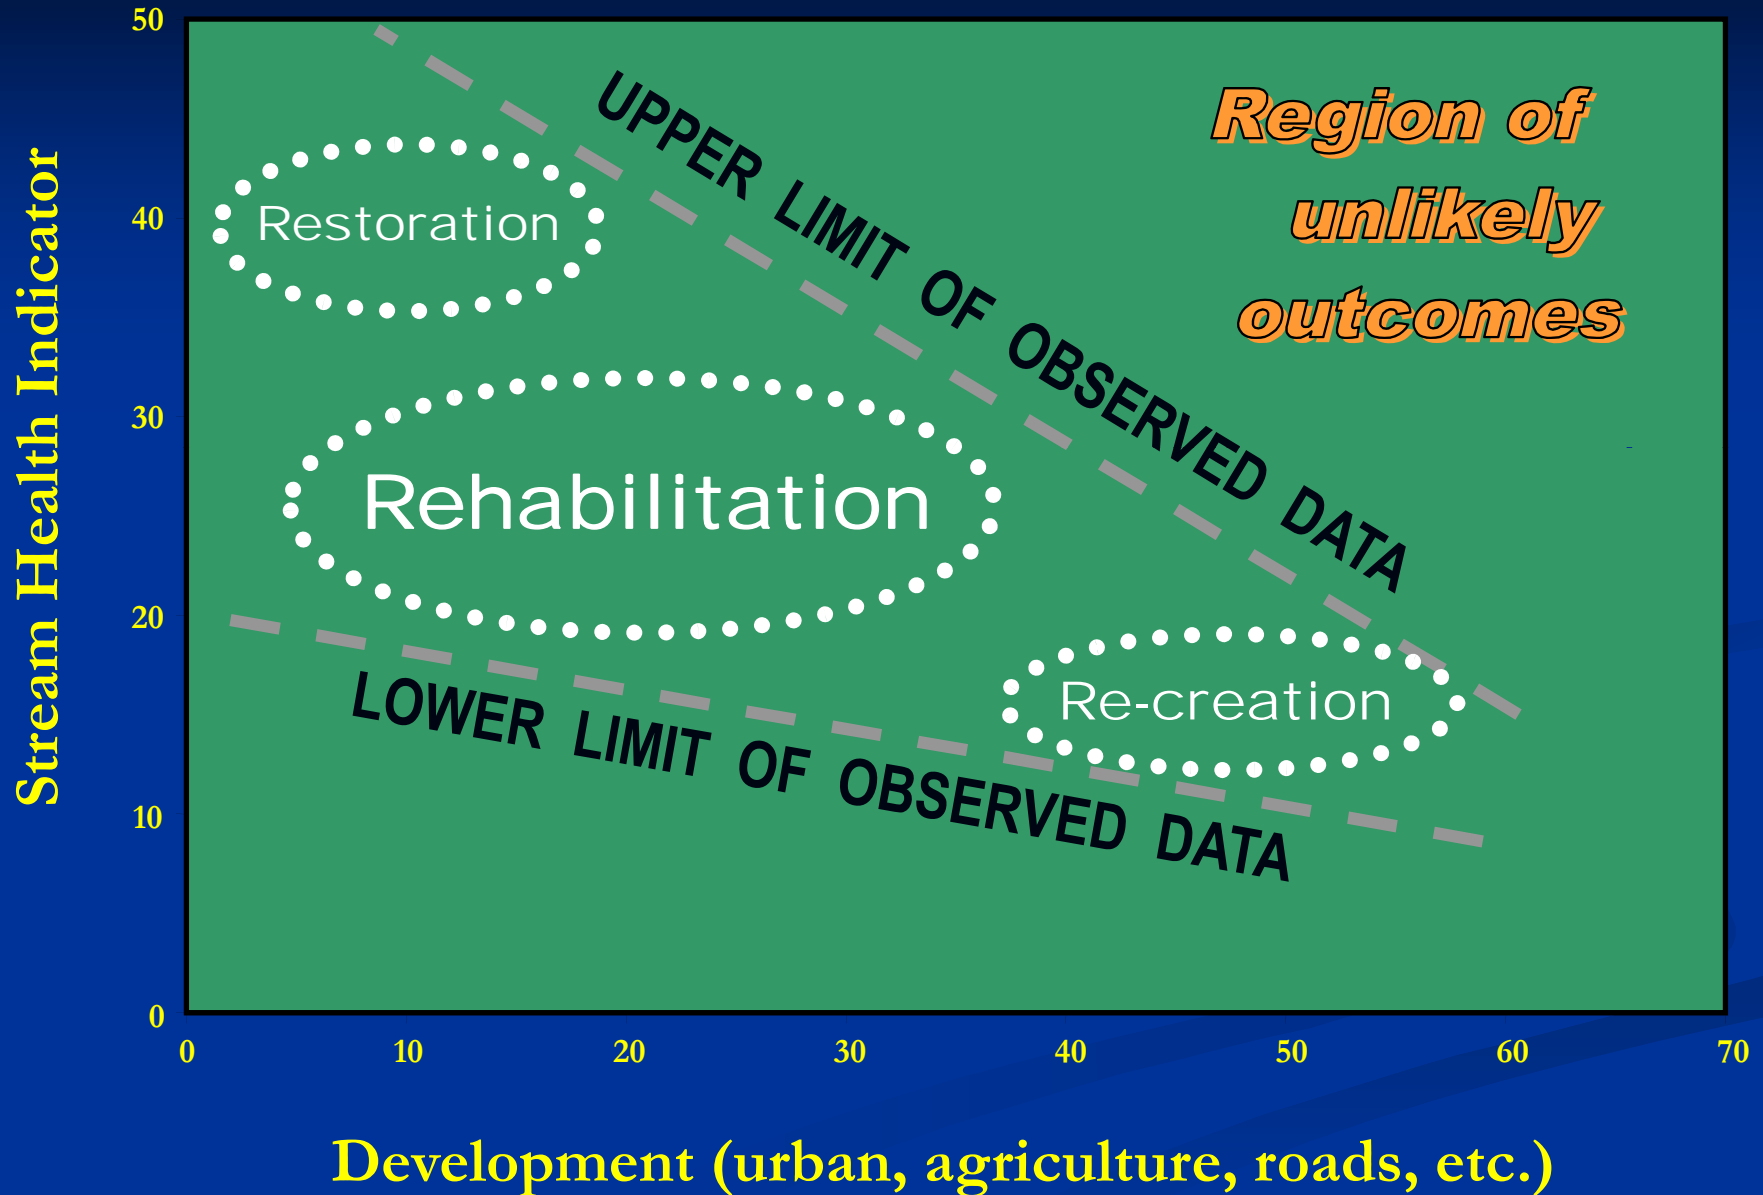 50
40
30
20
10
0
Stream Health Indicator
Region of
unlikely
outcomes
UPPER LIMIT OF OBSERVED DATA
Restoration
Rehabilitation
Re-creation
LOWER LIMIT OF OBSERVED DATA
0 10 20 30 40 50 60 70
Development (urban, agriculture, roads, etc.)